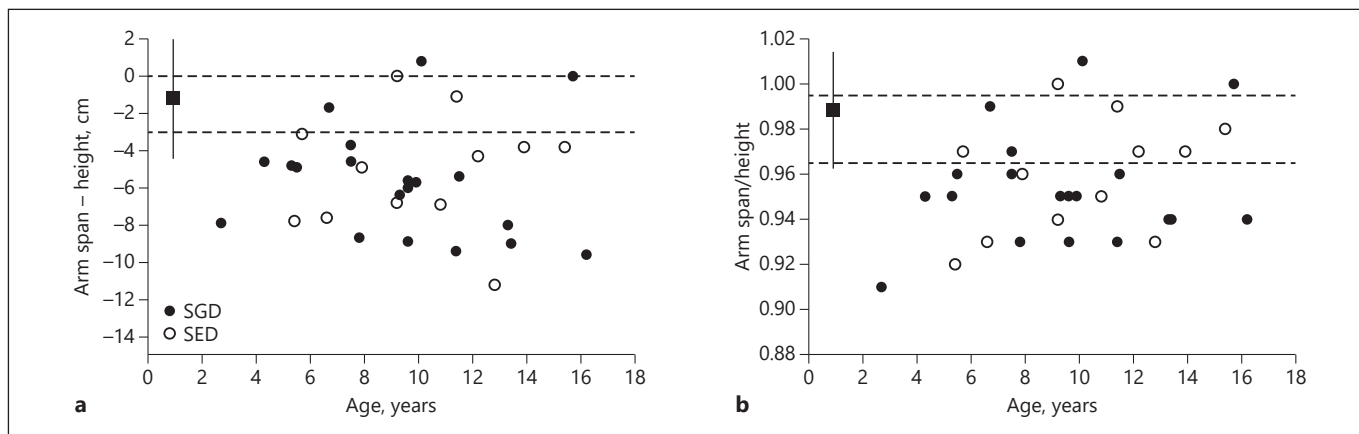 2
0
–2
–4
–6
–8
–10
–12
–14
Arm span – height, cm
SGD
SED
0 2 4 6 8 10 12 14 16 18
Age, years
a
1.02
1.00
0.98
0.96
0.94
0.92
0.90
0.88
Arm span/height
0 2 4 6 8 10 12 14 16 18
Age, years
b